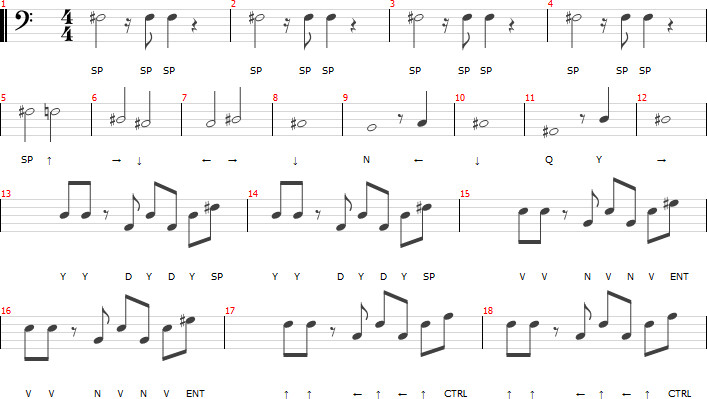 1 2 3 4
4
4
SP SP SP SP SP SP SP SP SP SP SP SP
5 6 7 8 9 10 11 12
SP ↑ → ↓ ← → ↓ N ← ↓ Q Y →
13 14 15
Y Y D Y D Y SP Y Y D Y D Y SP V V N V N V ENT
16 17 18
V V N V N V ENT ↑ ↑ ← ↑ ← ↑ CTRL ↑ ↑ ← ↑ ← ↑ CTRL